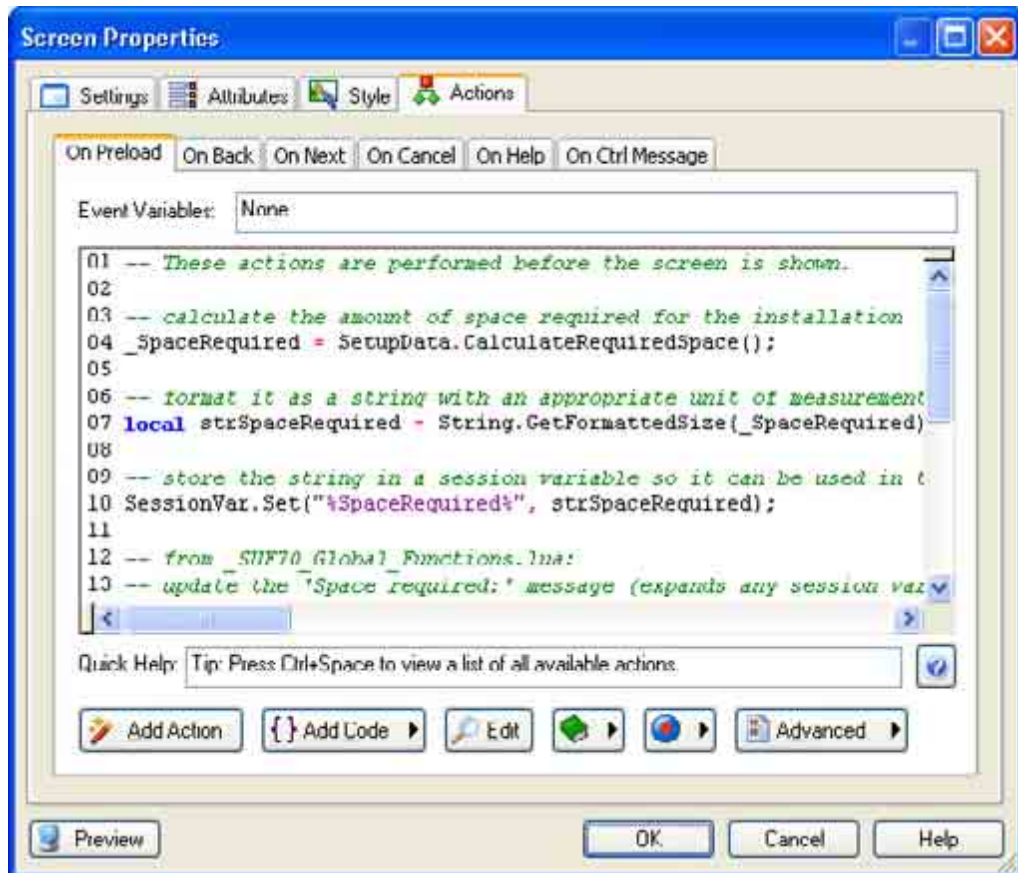 Screen Properties
Settings Attributes Style Actions
On Preload On Back On Next On Cancel On Help On Ctrl Message
Event Variables: None
01 -- These actions are performed before the screen is shown.
02
03 -- calculate the amount of space required for the installation
04 _SpaceRequired = SetupData.CalculateRequiredSpace();
05
06 -- format it as a string with an appropriate unit of measurement
07 local strSpaceRequired = String.GetFormattedSize(_SpaceRequired)
08
09 -- store the string in a session variable so it can be used in t
10 SessionVar.Set("%SpaceRequired%", strSpaceRequired);
11
12 -- from _SUF70_Global_Functions.lua:
13 -- update the "Space required:" message (expands any session var
Quick Help: Tip: Press Ctrl+Space to view a list of all available actions.
Add Action {} Add Code Edit Advanced
Preview OK Cancel Help